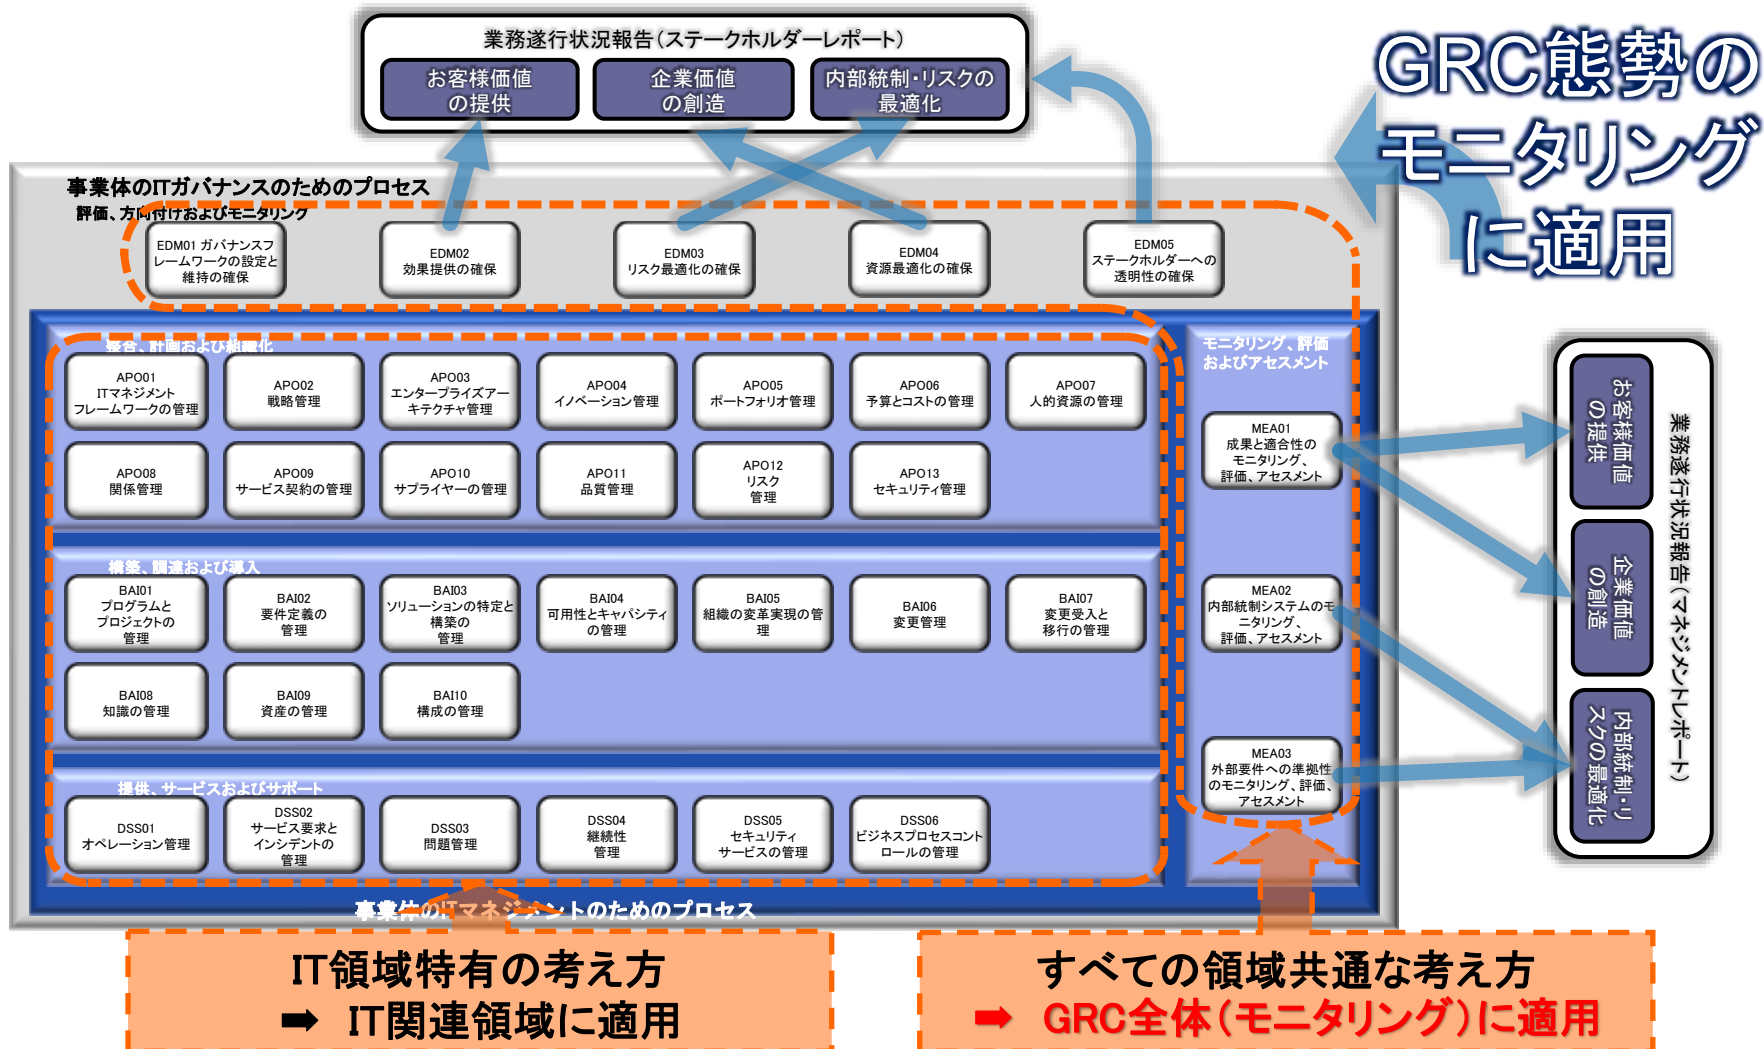 業務遂行状況報告(ステークホルダーレポート)
お客様価値
の提供
企業価値
の創造
内部統制・リスクの
最適化
GRC態勢の
モニタリング
に適用
事業体のITガバナンスのためのプロセス
評価、方向付けおよびモニタリング
EDM01 ガバナンスフ
レームワークの設定と
維持の確保
EDM02
効果提供の確保
EDM03
リスク最適化の確保
EDM04
資源最適化の確保
EDM05
ステークホルダーへの
透明性の確保
整合、計画および組織化
APO01
ITマネジメント
フレームワークの管理
APO02
戦略管理
APO03
エンタープライズアー
キテクチャ管理
APO04
イノベーション管理
APO05
ポートフォリオ管理
APO06
予算とコストの管理
APO07
人的資源の管理
APO08
関係管理
APO09
サービス契約の管理
APO10
サプライヤーの管理
APO11
品質管理
APO12
リスク
管理
APO13
セキュリティ管理
構築、調達および導入
BAI01
プログラムと
プロジェクトの
管理
BAI02
要件定義の
管理
BAI03
ソリューションの特定と
構築の
管理
BAI04
可用性とキャパシティ
の管理
BAI05
組織の変革実現の管
理
BAI06
変更管理
BAI07
変更受入と
移行の管理
BAI08
知識の管理
BAI09
資産の管理
BAI10
構成の管理
提供、サービスおよびサポート
DSS01
オペレーション管理
DSS02
サービス要求と
インシデントの
管理
DSS03
問題管理
DSS04
継続性
管理
DSS05
セキュリティ
サービスの管理
DSS06
ビジネスプロセスコント
ロールの管理
事業体のITマネジメントのためのプロセス
モニタリング、評価
およびアセスメント
MEA01
成果と適合性の
モニタリング、
評価、アセスメント
MEA02
内部統制システムのモ
ニタリング、
評価、アセスメント
MEA03
外部要件への準拠性
のモニタリング、評価、
アセスメント
業務遂行状況報告(マネジメントレポート)
お客様価値
の提供
企業価値
の創造
内部統制・リ
スクの最適化
IT領域特有の考え方
➡ IT関連領域に適用
すべての領域共通な考え方
➡ GRC全体(モニタリング)に適用